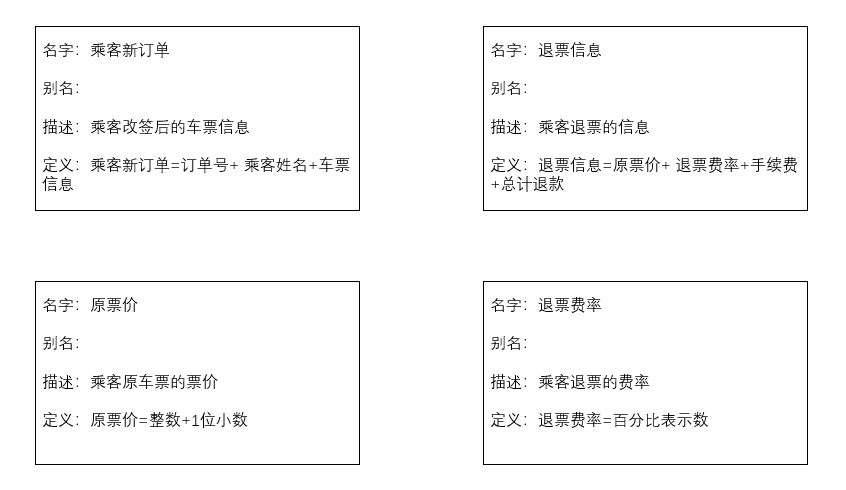 名字：乘客新订单
别名：
描述：乘客改签后的车票信息
定义：乘客新订单=订单号+ 乘客姓名+车票
信息
名字：退票信息
别名：
描述：乘客退票的信息
定义：退票信息=原票价+ 退票费率+手续费
+总计退款
名字：原票价
别名：
描述：乘客原车票的票价
定义：原票价=整数+1位小数
名字：退票费率
别名：
描述：乘客退票的费率
定义：退票费率=百分比表示数